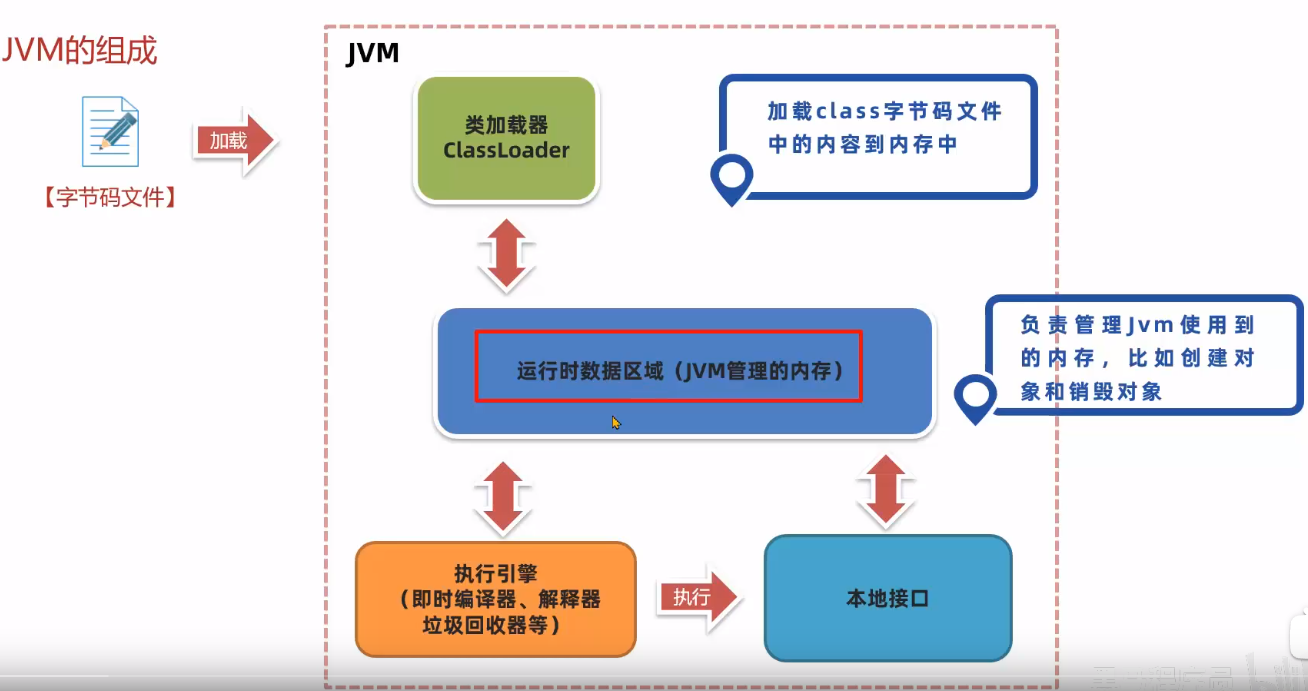 JVM的组成
【字节码文件】
加载
JVM
类加载器
ClassLoader
加载class字节码文件
中的内容到内存中
运行时数据区域（JVM管理的内存）
负责管理Jvm使用到
的内存，比如创建对
象和销毁对象
执行引擎
（即时编译器、解释器
垃圾回收器等）
执行
本地接口